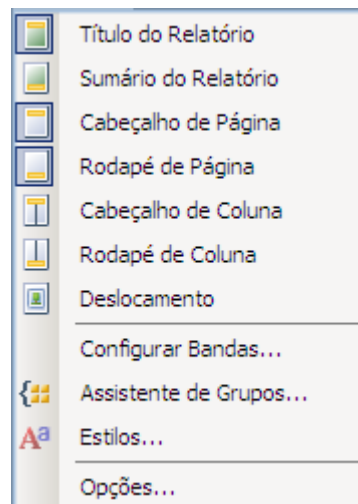 Título do Relatório
Sumário do Relatório
Cabeçalho de Página
Rodapé de Página
Cabeçalho de Coluna
Rodapé de Coluna
Deslocamento
Configurar Bandas...
Assistente de Grupos...
Estilos...
Opções...